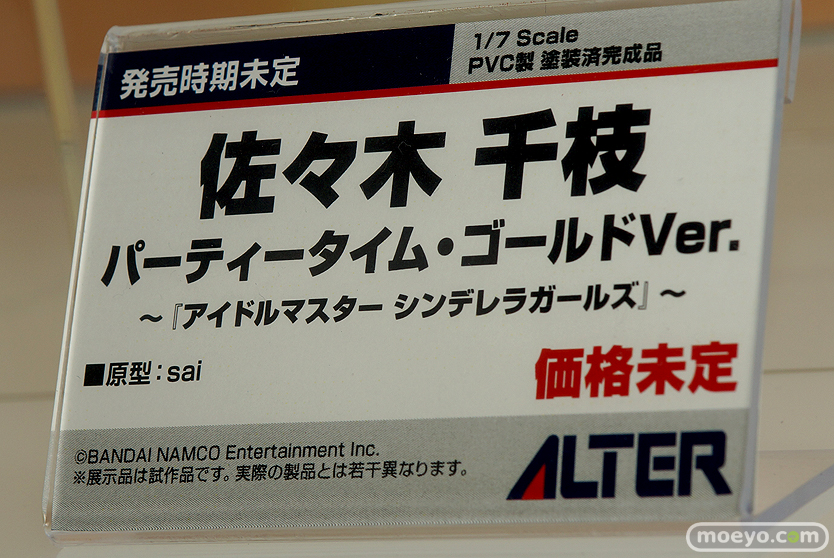 発売時期未定
1/7 Scale
PVC製 塗装済完成品
佐々木 千枝
パーティータイム・ゴールドVer.
～『アイドルマスター シンデレラガールズ』～
■原型：sai
価格未定
©BANDAI NAMCO Entertainment Inc.
※展示品は試作品です。実際の製品とは若干異なります。
ALTER
moeyo.com